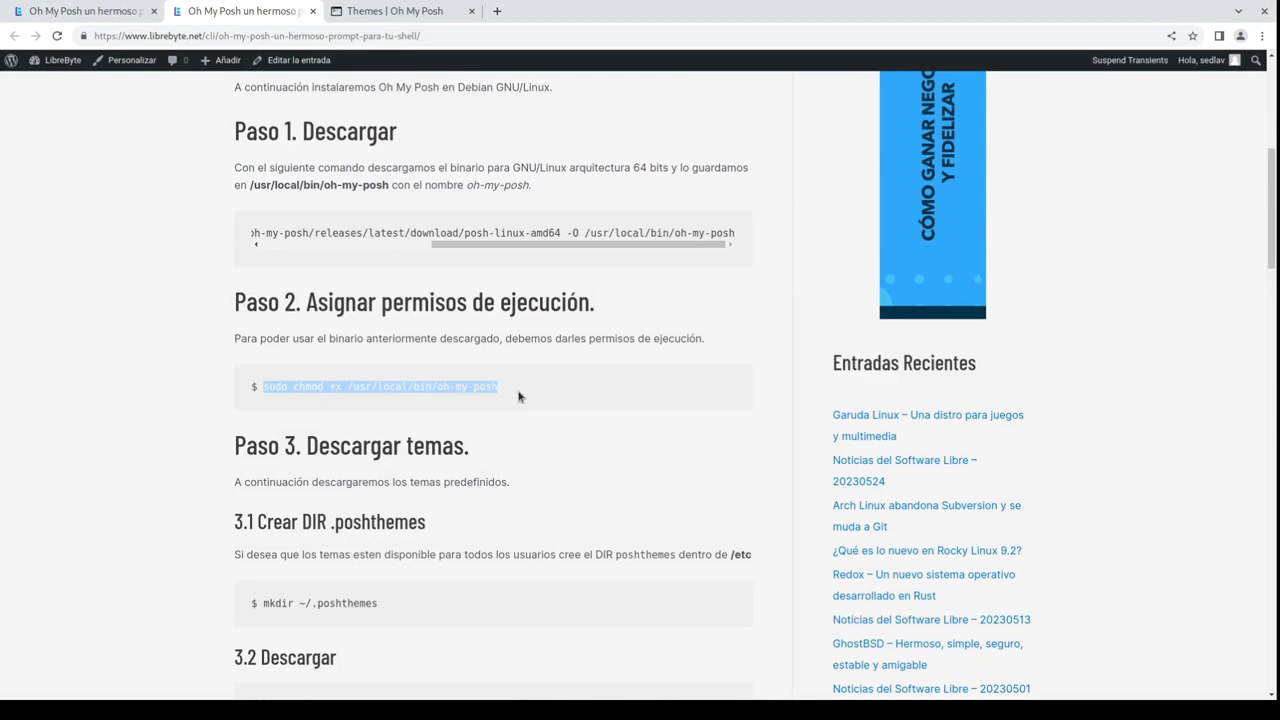 Oh My Posh un hermoso p
Oh My Posh un hermoso p
Themes | Oh My Posh
https://www.librebyte.net/cli/oh-my-posh-un-hermoso-prompt-para-tu-shell/
LibreByte
Personalizar
0
Añadir
Editar la entrada
Suspend Transients
Hola, sedlav
A continuación instalaremos Oh My Posh en Debian GNU/Linux.
Paso 1. Descargar
Con el siguiente comando descargamos el binario para GNU/Linux arquitectura 64 bits y lo guardamos
en /usr/local/bin/oh-my-posh con el nombre oh-my-posh.
oh-my-posh/releases/latest/download/posh-linux-amd64 -O /usr/local/bin/oh-my-posh
Paso 2. Asignar permisos de ejecución.
Para poder usar el binario anteriormente descargado, debemos darles permisos de ejecución.
$ sudo chmod +x /usr/local/bin/oh-my-posh
Paso 3. Descargar temas.
A continuación descargaremos los temas predefinidos.
3.1 Crear DIR .poshthemes
Si desea que los temas esten disponible para todos los usuarios cree el DIR poshthemes dentro de /etc
$ mkdir ~/.poshthemes
3.2 Descargar
CÓMO GANAR NEGO
Y FIDELIZAR
Entradas Recientes
Garuda Linux – Una distro para juegos
y multimedia
Noticias del Software Libre –
20230524
Arch Linux abandona Subversion y se
muda a Git
¿Qué es lo nuevo en Rocky Linux 9.2?
Redox – Un nuevo sistema operativo
desarrollado en Rust
Noticias del Software Libre – 20230513
GhostBSD – Hermoso, simple, seguro,
estable y amigable
Noticias del Software Libre – 20230501